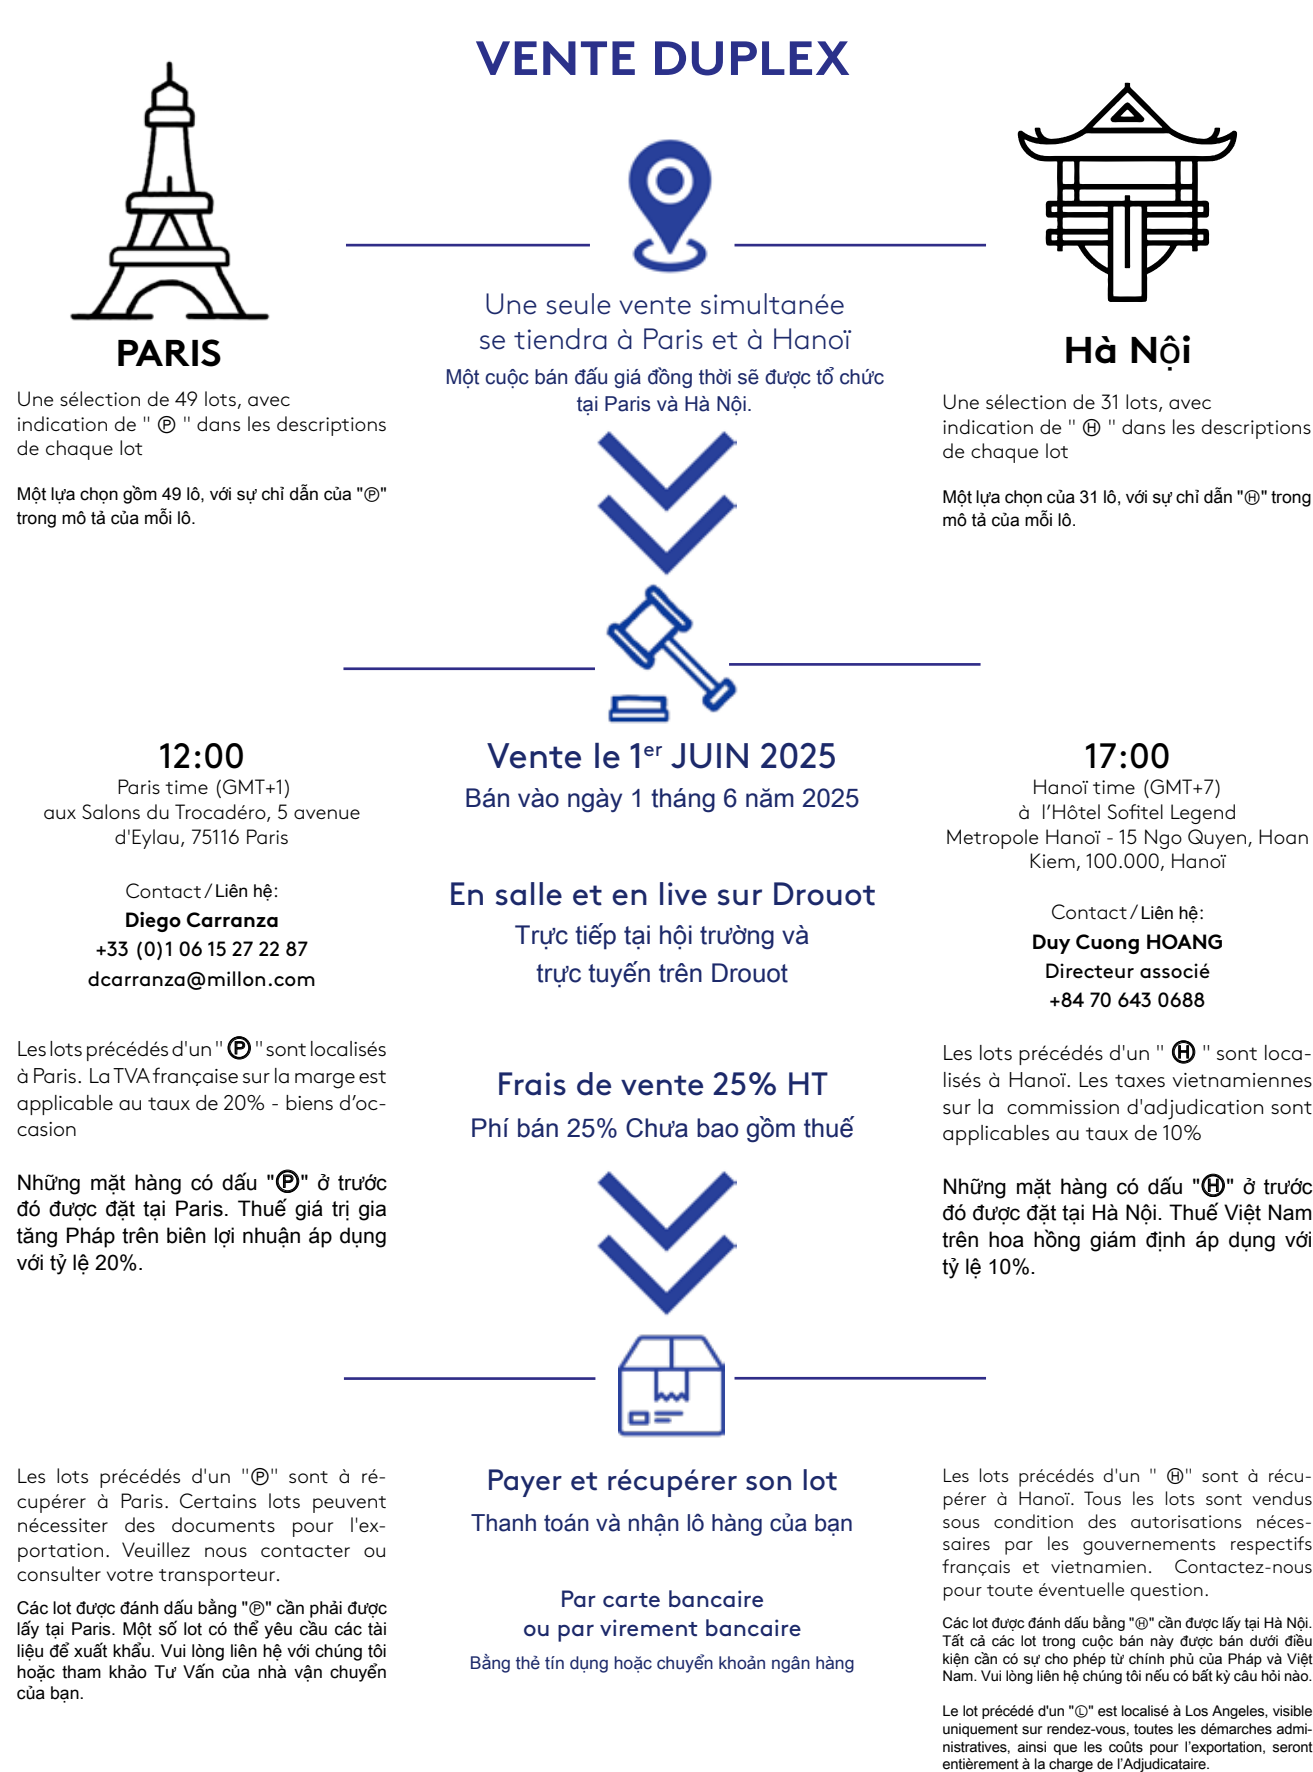 VENTE DUPLEX
PARIS
Une sélection de 49 lots, avec
indication de " Ⓟ " dans les descriptions
de chaque lot
Một lựa chọn gồm 49 lô, với sự chỉ dẫn của "Ⓟ"
trong mô tả của mỗi lô.
Une seule vente simultanée
se tiendra à Paris et à Hanoï
Một cuộc bán đấu giá đồng thời sẽ được tổ chức
tại Paris và Hà Nội.
Hà Nội
Une sélection de 31 lots, avec
indication de " Ⓗ " dans les descriptions
de chaque lot
Một lựa chọn của 31 lô, với sự chỉ dẫn "Ⓗ" trong
mô tả của mỗi lô.
12:00
Paris time (GMT+1)
aux Salons du Trocadéro, 5 avenue
d'Eylau, 75116 Paris
Contact / Liên hệ:
Diego Carranza
+33 (0)1 06 15 27 22 87
dcarranza@millon.com
Vente le 1er JUIN 2025
Bán vào ngày 1 tháng 6 năm 2025
En salle et en live sur Drouot
Trực tiếp tại hội trường và
trực tuyến trên Drouot
17:00
Hanoï time (GMT+7)
à l’Hôtel Sofitel Legend
Metropole Hanoï - 15 Ngo Quyen, Hoan
Kiem, 100.000, Hanoï
Contact / Liên hệ:
Duy Cuong HOANG
Directeur associé
+84 70 643 0688
Les lots précédés d'un " Ⓟ " sont localisés
à Paris. La TVA française sur la marge est
applicable au taux de 20% - biens d’oc-
casion
Những mặt hàng có dấu "Ⓟ" ở trước
đó được đặt tại Paris. Thuế giá trị gia
tăng Pháp trên biên lợi nhuận áp dụng
với tỷ lệ 20%.
Frais de vente 25% HT
Phí bán 25% Chưa bao gồm thuế
Les lots précédés d'un " Ⓗ " sont loca-
lisés à Hanoï. Les taxes vietnamiennes
sur la commission d'adjudication sont
applicables au taux de 10%
Những mặt hàng có dấu "Ⓗ" ở trước
đó được đặt tại Hà Nội. Thuế Việt Nam
trên hoa hồng giám định áp dụng với
tỷ lệ 10%.
Les lots précédés d'un "Ⓟ" sont à ré-
cupérer à Paris. Certains lots peuvent
nécessiter des documents pour l'ex-
portation. Veuillez nous contacter ou
consulter votre transporteur.
Các lot được đánh dấu bằng "Ⓟ" cần phải được
lấy tại Paris. Một số lot có thể yêu cầu các tài
liệu để xuất khẩu. Vui lòng liên hệ với chúng tôi
hoặc tham khảo Tư Vấn của nhà vận chuyển
của bạn.
Payer et récupérer son lot
Thanh toán và nhận lô hàng của bạn
Par carte bancaire
ou par virement bancaire
Bằng thẻ tín dụng hoặc chuyển khoản ngân hàng
Les lots précédés d'un " Ⓗ" sont à récu-
pérer à Hanoï. Tous les lots sont vendus
sous condition des autorisations néces-
saires par les gouvernements respectifs
français et vietnamien. Contactez-nous
pour toute éventuelle question.
Các lot được đánh dấu bằng "Ⓗ" cần được lấy tại Hà Nội.
Tất cả các lot trong cuộc bán này được bán dưới điều
kiện cần có sự cho phép từ chính phủ của Pháp và Việt
Nam. Vui lòng liên hệ chúng tôi nếu có bất kỳ câu hỏi nào.
Le lot précédé d'un "Ⓛ" est localisé à Los Angeles, visible
uniquement sur rendez-vous, toutes les démarches admi-
nistratives, ainsi que les coûts pour l’exportation, seront
entièrement à la charge de l’Adjudicataire.